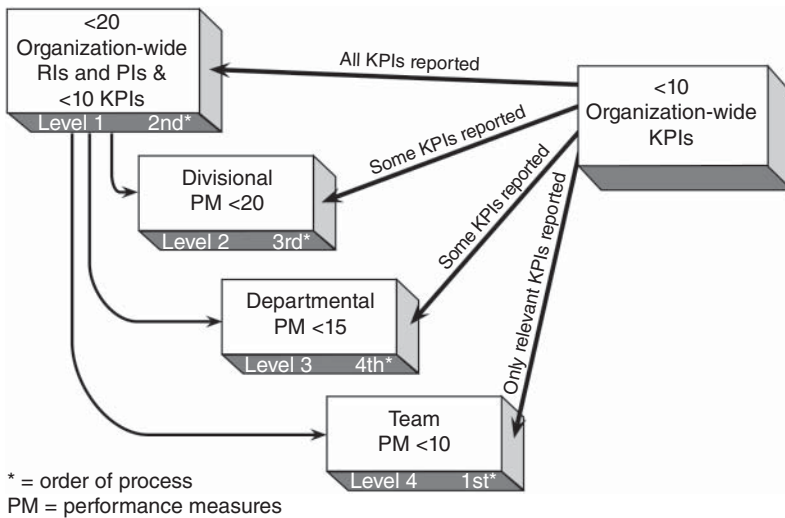 <20
Organization-wide
RIs and PIs &
<10 KPIs
Level 1 2nd*
All KPIs reported
<10
Organization-wide
KPIs
Some KPIs reported
Divisional
PM <20
Level 2 3rd*
Some KPIs reported
Departmental
PM <15
Level 3 4th*
Only relevant KPIs reported
Team
PM <10
Level 4 1st*
* = order of process
PM = performance measures